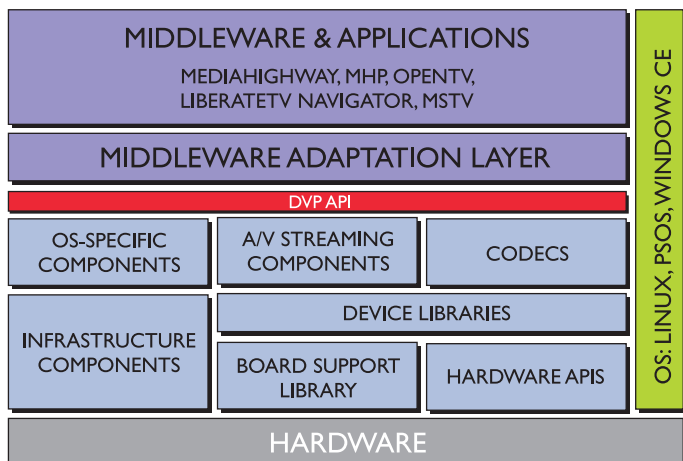 MIDDLEWARE & APPLICATIONS
MEDIAHIGHWAY, MHP, OPENTV,
LIBERATETV NAVIGATOR, MSTV
MIDDLEWARE ADAPTATION LAYER
DVP API
OS-SPECIFIC
COMPONENTS
A/V STREAMING
COMPONENTS
CODECS
INFRASTRUCTURE
COMPONENTS
DEVICE LIBRARIES
BOARD SUPPORT
LIBRARY
HARDWARE APIS
HARDWARE
OS: LINUX, PSOS, WINDOWS CE